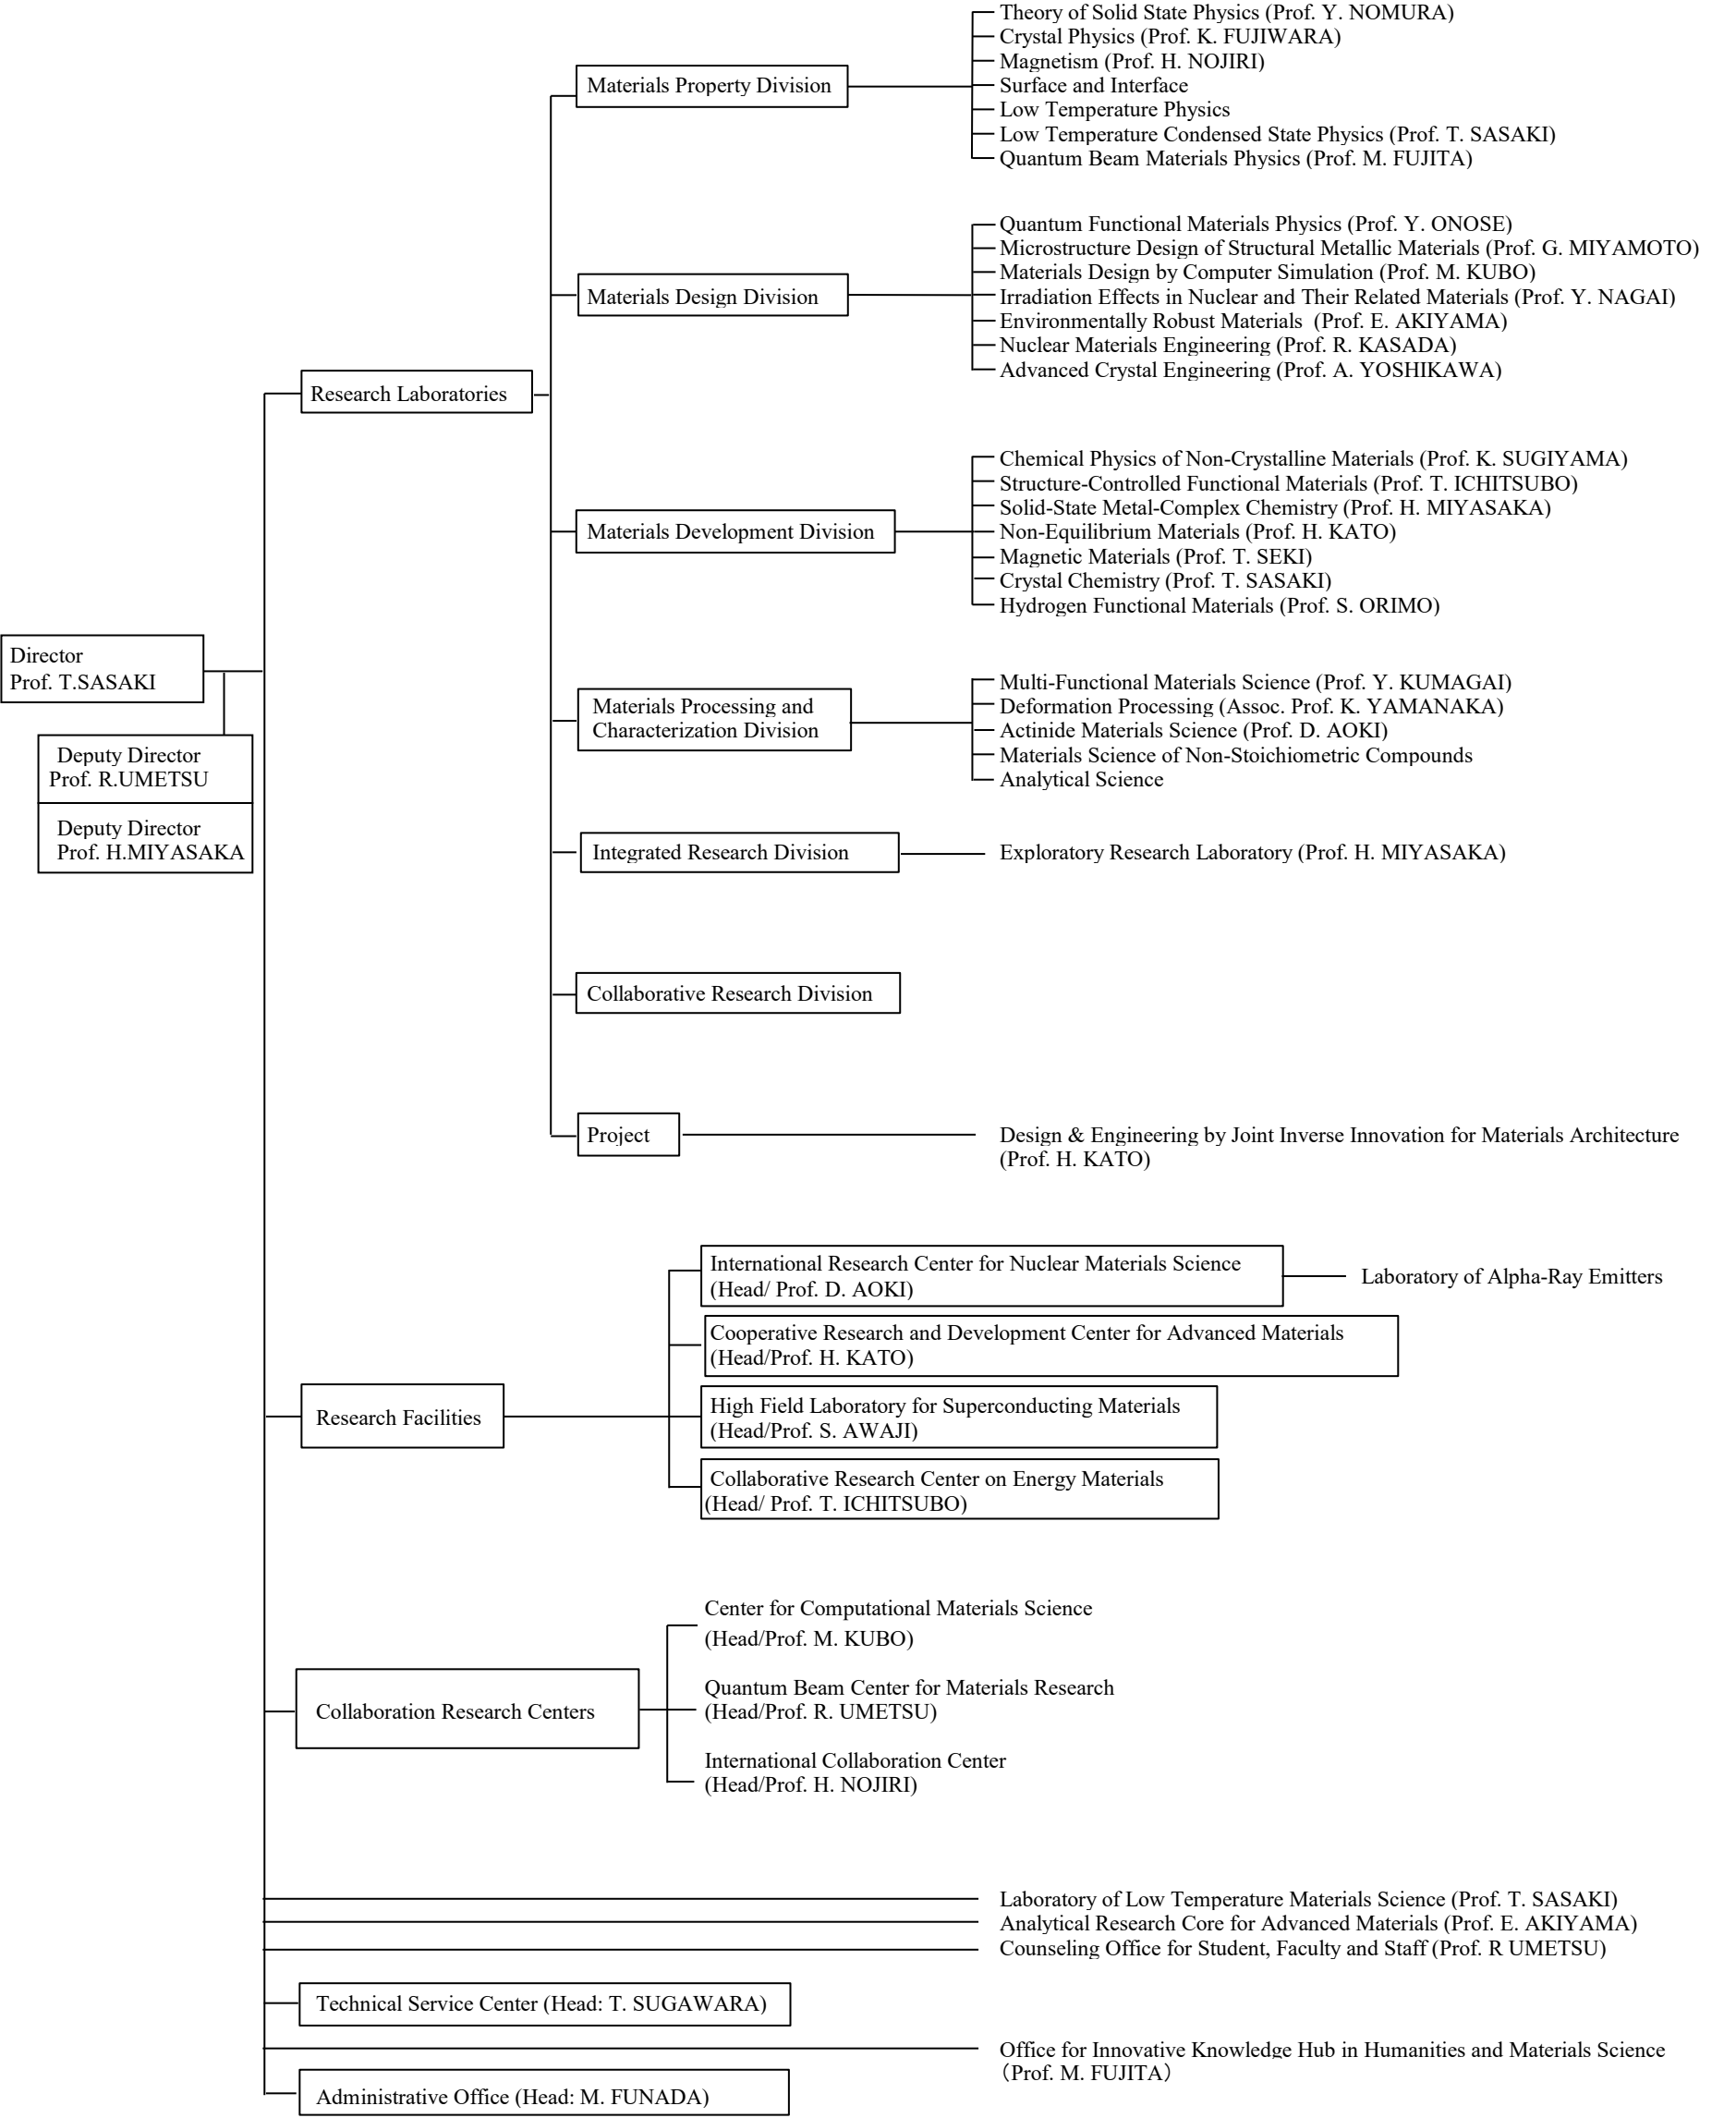 Director
Prof. T.SASAKI
Deputy Director
Prof. R.UMETSU
Deputy Director
Prof. H.MIYASAKA
Research Laboratories
Materials Property Division
Theory of Solid State Physics (Prof. Y. NOMURA)
Crystal Physics (Prof. K. FUJIWARA)
Magnetism (Prof. H. NOJIRI)
Surface and Interface
Low Temperature Physics
Low Temperature Condensed State Physics (Prof. T. SASAKI)
Quantum Beam Materials Physics (Prof. M. FUJITA)
Materials Design Division
Quantum Functional Materials Physics (Prof. Y. ONOSE)
Microstructure Design of Structural Metallic Materials (Prof. G. MIYAMOTO)
Materials Design by Computer Simulation (Prof. M. KUBO)
Irradiation Effects in Nuclear and Their Related Materials (Prof. Y. NAGAI)
Environmentally Robust Materials (Prof. E. AKIYAMA)
Nuclear Materials Engineering (Prof. R. KASADA)
Advanced Crystal Engineering (Prof. A. YOSHIKAWA)
Materials Development Division
Chemical Physics of Non-Crystalline Materials (Prof. K. SUGIYAMA)
Structure-Controlled Functional Materials (Prof. T. ICHITSUBO)
Solid-State Metal-Complex Chemistry (Prof. H. MIYASAKA)
Non-Equilibrium Materials (Prof. H. KATO)
Magnetic Materials (Prof. T. SEKI)
Crystal Chemistry (Prof. T. SASAKI)
Hydrogen Functional Materials (Prof. S. ORIMO)
Materials Processing and
Characterization Division
Multi-Functional Materials Science (Prof. Y. KUMAGAI)
Deformation Processing (Assoc. Prof. K. YAMANAKA)
Actinide Materials Science (Prof. D. AOKI)
Materials Science of Non-Stoichiometric Compounds
Analytical Science
Integrated Research Division
Exploratory Research Laboratory (Prof. H. MIYASAKA)
Collaborative Research Division
Project
Design & Engineering by Joint Inverse Innovation for Materials Architecture
(Prof. H. KATO)
Research Facilities
International Research Center for Nuclear Materials Science
(Head/ Prof. D. AOKI)
Laboratory of Alpha-Ray Emitters
Cooperative Research and Development Center for Advanced Materials
(Head/Prof. H. KATO)
High Field Laboratory for Superconducting Materials
(Head/Prof. S. AWAJI)
Collaborative Research Center on Energy Materials
(Head/ Prof. T. ICHITSUBO)
Collaboration Research Centers
Center for Computational Materials Science
(Head/Prof. M. KUBO)
Quantum Beam Center for Materials Research
(Head/Prof. R. UMETSU)
International Collaboration Center
(Head/Prof. H. NOJIRI)
Laboratory of Low Temperature Materials Science (Prof. T. SASAKI)
Analytical Research Core for Advanced Materials (Prof. E. AKIYAMA)
Counseling Office for Student, Faculty and Staff (Prof. R UMETSU)
Technical Service Center (Head: T. SUGAWARA)
Office for Innovative Knowledge Hub in Humanities and Materials Science
（Prof. M. FUJITA）
Administrative Office (Head: M. FUNADA)